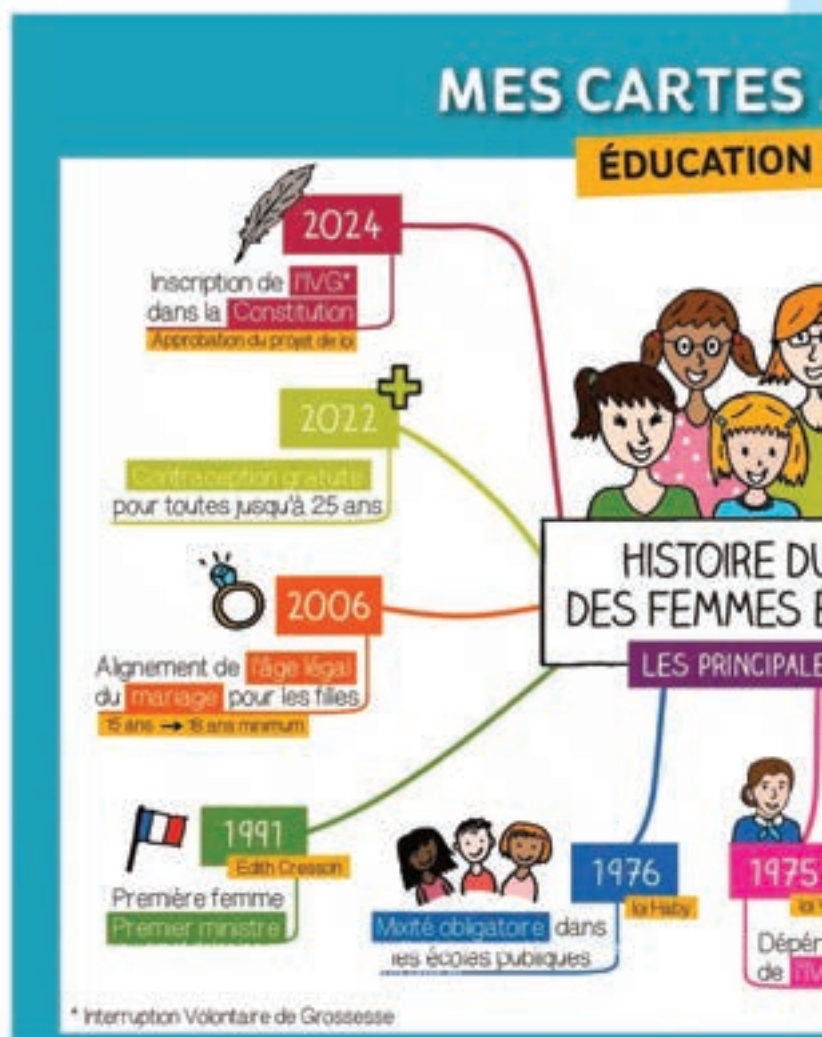 MES CARTES
ÉDUCATION
2024
Inscription de l'IVG*
dans la Constitution
Approbation du projet de loi
2022
Contraception gratuite
pour toutes jusqu'à 25 ans
HISTOIRE DU
DES FEMMES E
LES PRINCIPALE
2006
Alignement de l'âge légal
du mariage pour les filles
15 ans → 18 ans minimum
1991
Edith Cresson
Première femme
Premier ministre
1976
loi Haby
Mixité obligatoire dans
les écoles publiques
1975
loi
Dépén
de l'IV
* Interruption Volontaire de Grossesse